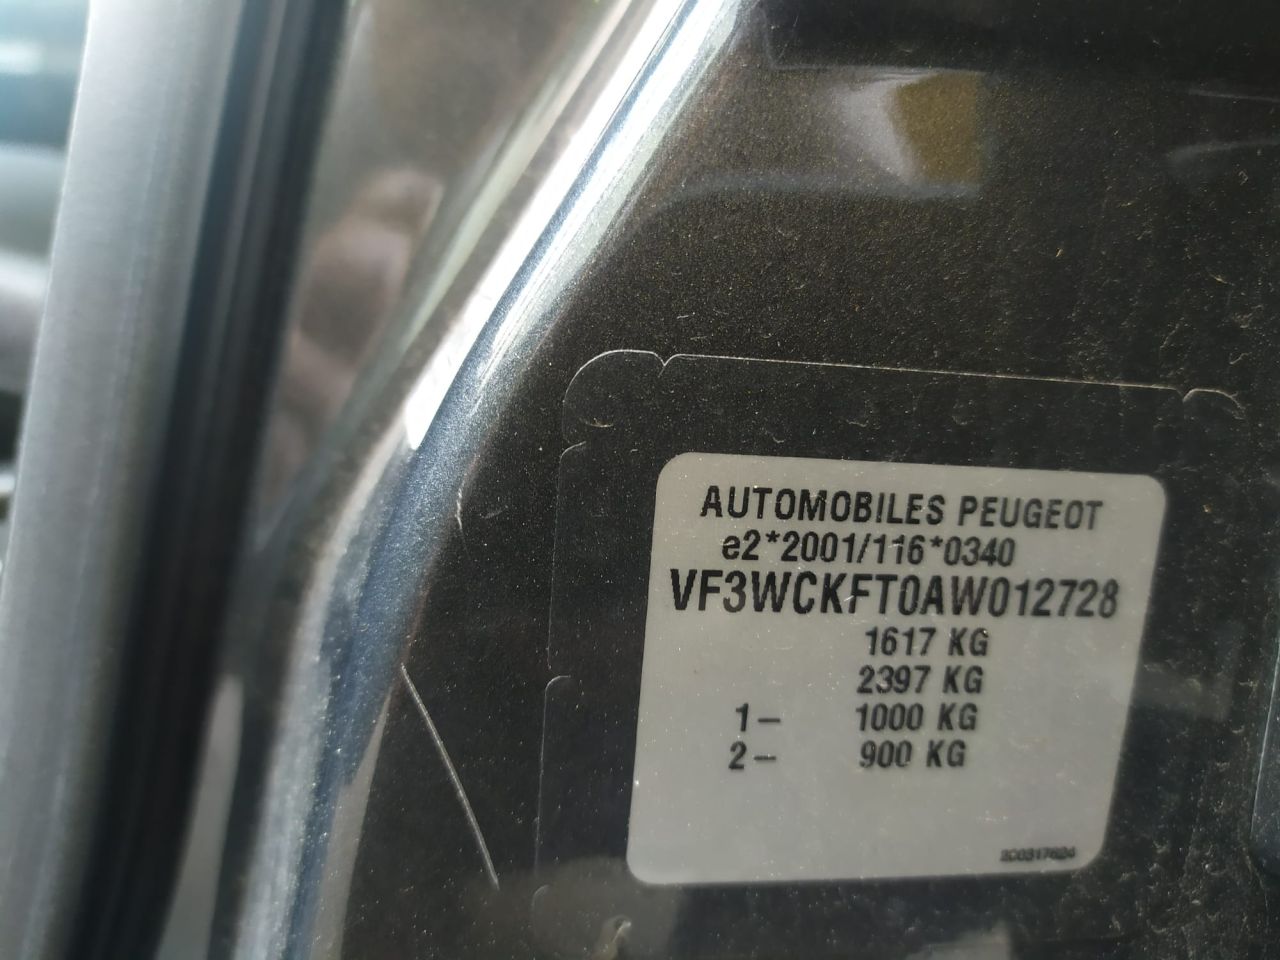 AUTOMOBILES PEUGEOT
e2*2001/116*0340
VF3WCKFT0AW012728
1617 KG
2397 KG
1- 1000 KG
2- 900 KG